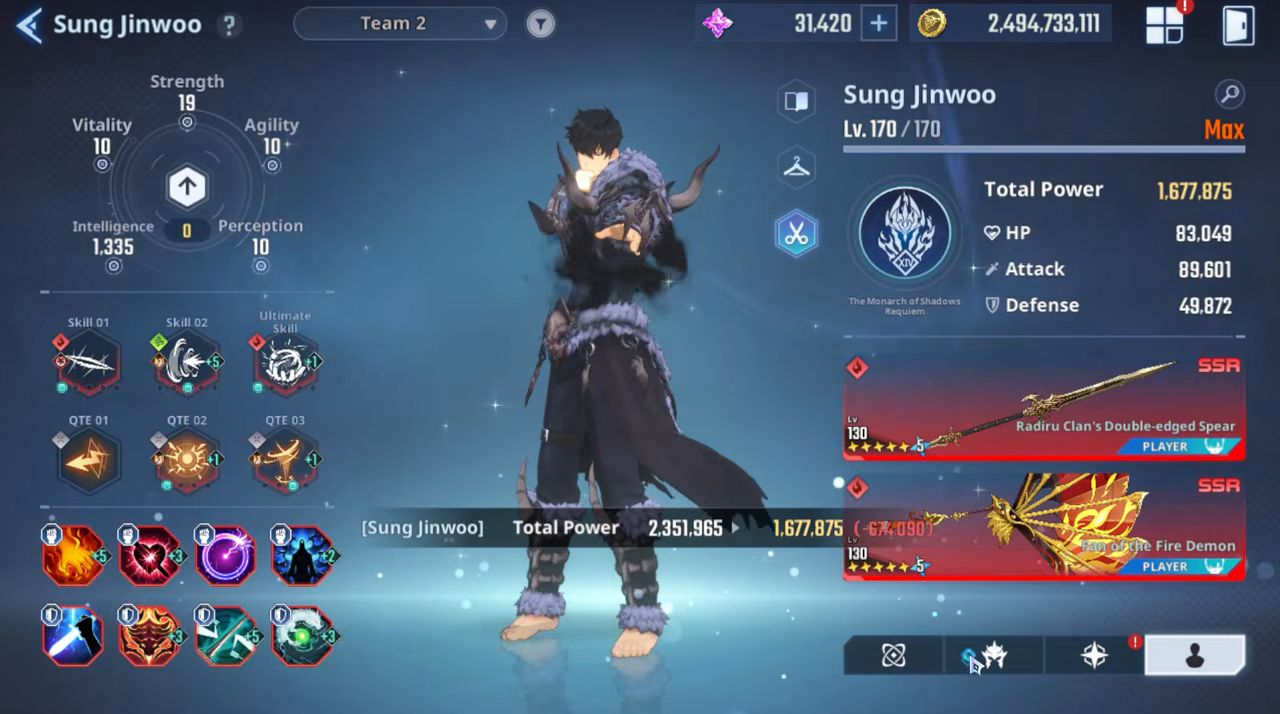 Sung Jinwoo ?
Team 2
31,420 +
2,494,733,111
!
Strength
19
Vitality
10
Agility
10
Intelligence
1,335
0
Perception
10
Skill 01
Skill 02
+5
Ultimate
Skill
+1
QTE 01
QTE 02
+1
QTE 03
+1
+5
+3
+2
+3
+5
+3
[Sung Jinwoo] Total Power 2,351,965 1,677,875 (-674,090)
Sung Jinwoo
Lv. 170 / 170
Max
XIV
The Monarch of Shadows
Requiem
Total Power 1,677,875
HP 83,049
Attack 89,601
Defense 49,872
SSR
Lv
130
5
Radiru Clan's Double-edged Spear
PLAYER
SSR
Lv
130
5
Fan of the Fire Demon
PLAYER
!